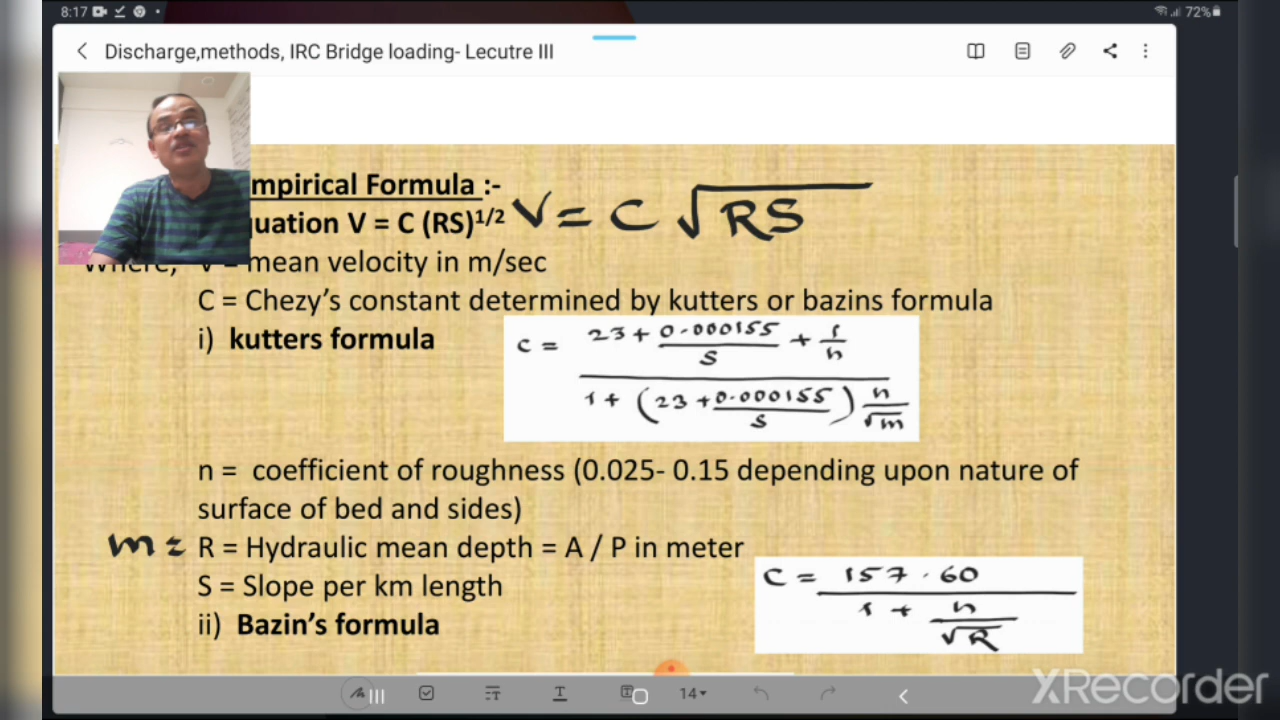 8:17
72%
Discharge,methods, IRC Bridge loading- Lecutre III
mpirical Formula :-
quation V = C (RS)^1/2 V = C √RS
Where, V = mean velocity in m/sec
C = Chezy's constant determined by kutters or bazins formula
i) kutters formula
C = 23 + 0.000155/S + 1/n
1 + (23 + 0.000155/S) n/√m
n = coefficient of roughness (0.025- 0.15 depending upon nature of
surface of bed and sides)
m = R = Hydraulic mean depth = A / P in meter
S = Slope per km length
ii) Bazin's formula
C = 157.60
1 + n/√R
14
XRecorder